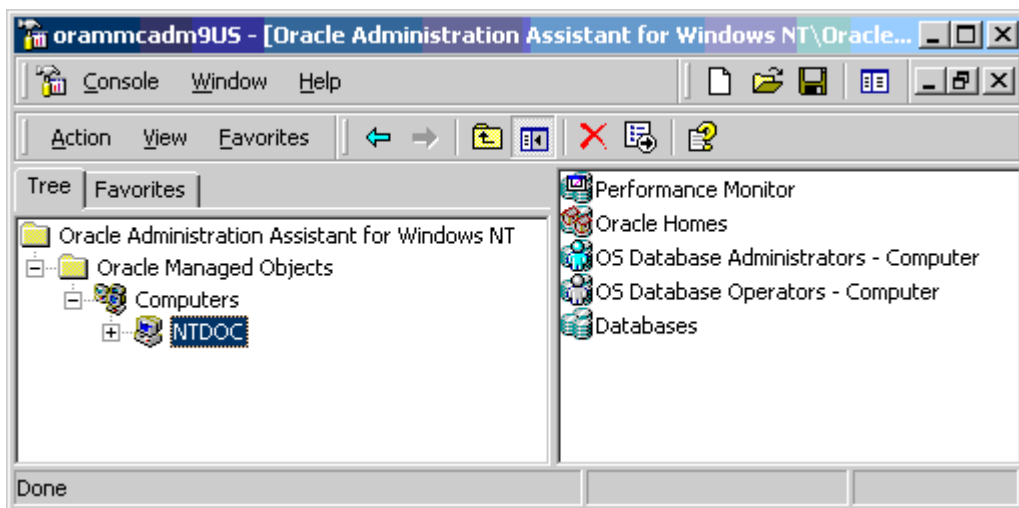 orammcadm9US - [Oracle Administration Assistant for Windows NT\Oracle...
Console Window Help
Action View Favorites
Tree Favorites
Oracle Administration Assistant for Windows NT
Oracle Managed Objects
Computers
NTDOC
Performance Monitor
Oracle Homes
OS Database Administrators - Computer
OS Database Operators - Computer
Databases
Done